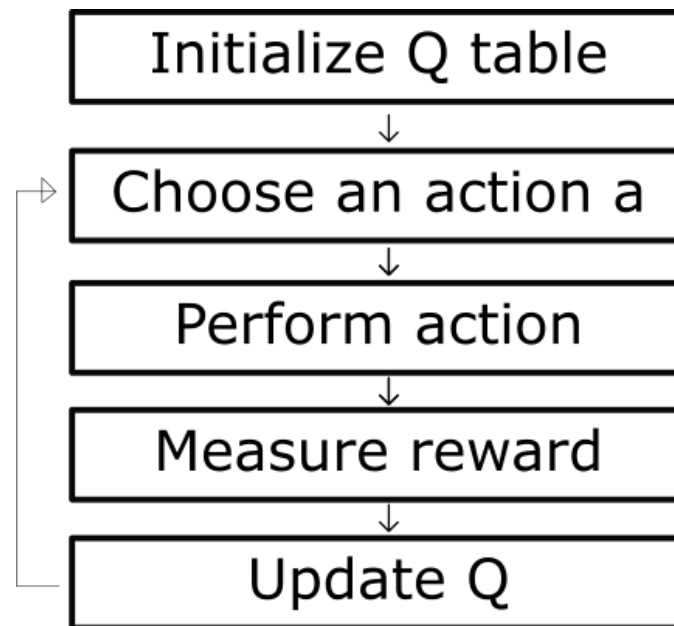 Initialize Q table
Choose an action a
Perform action
Measure reward
Update Q